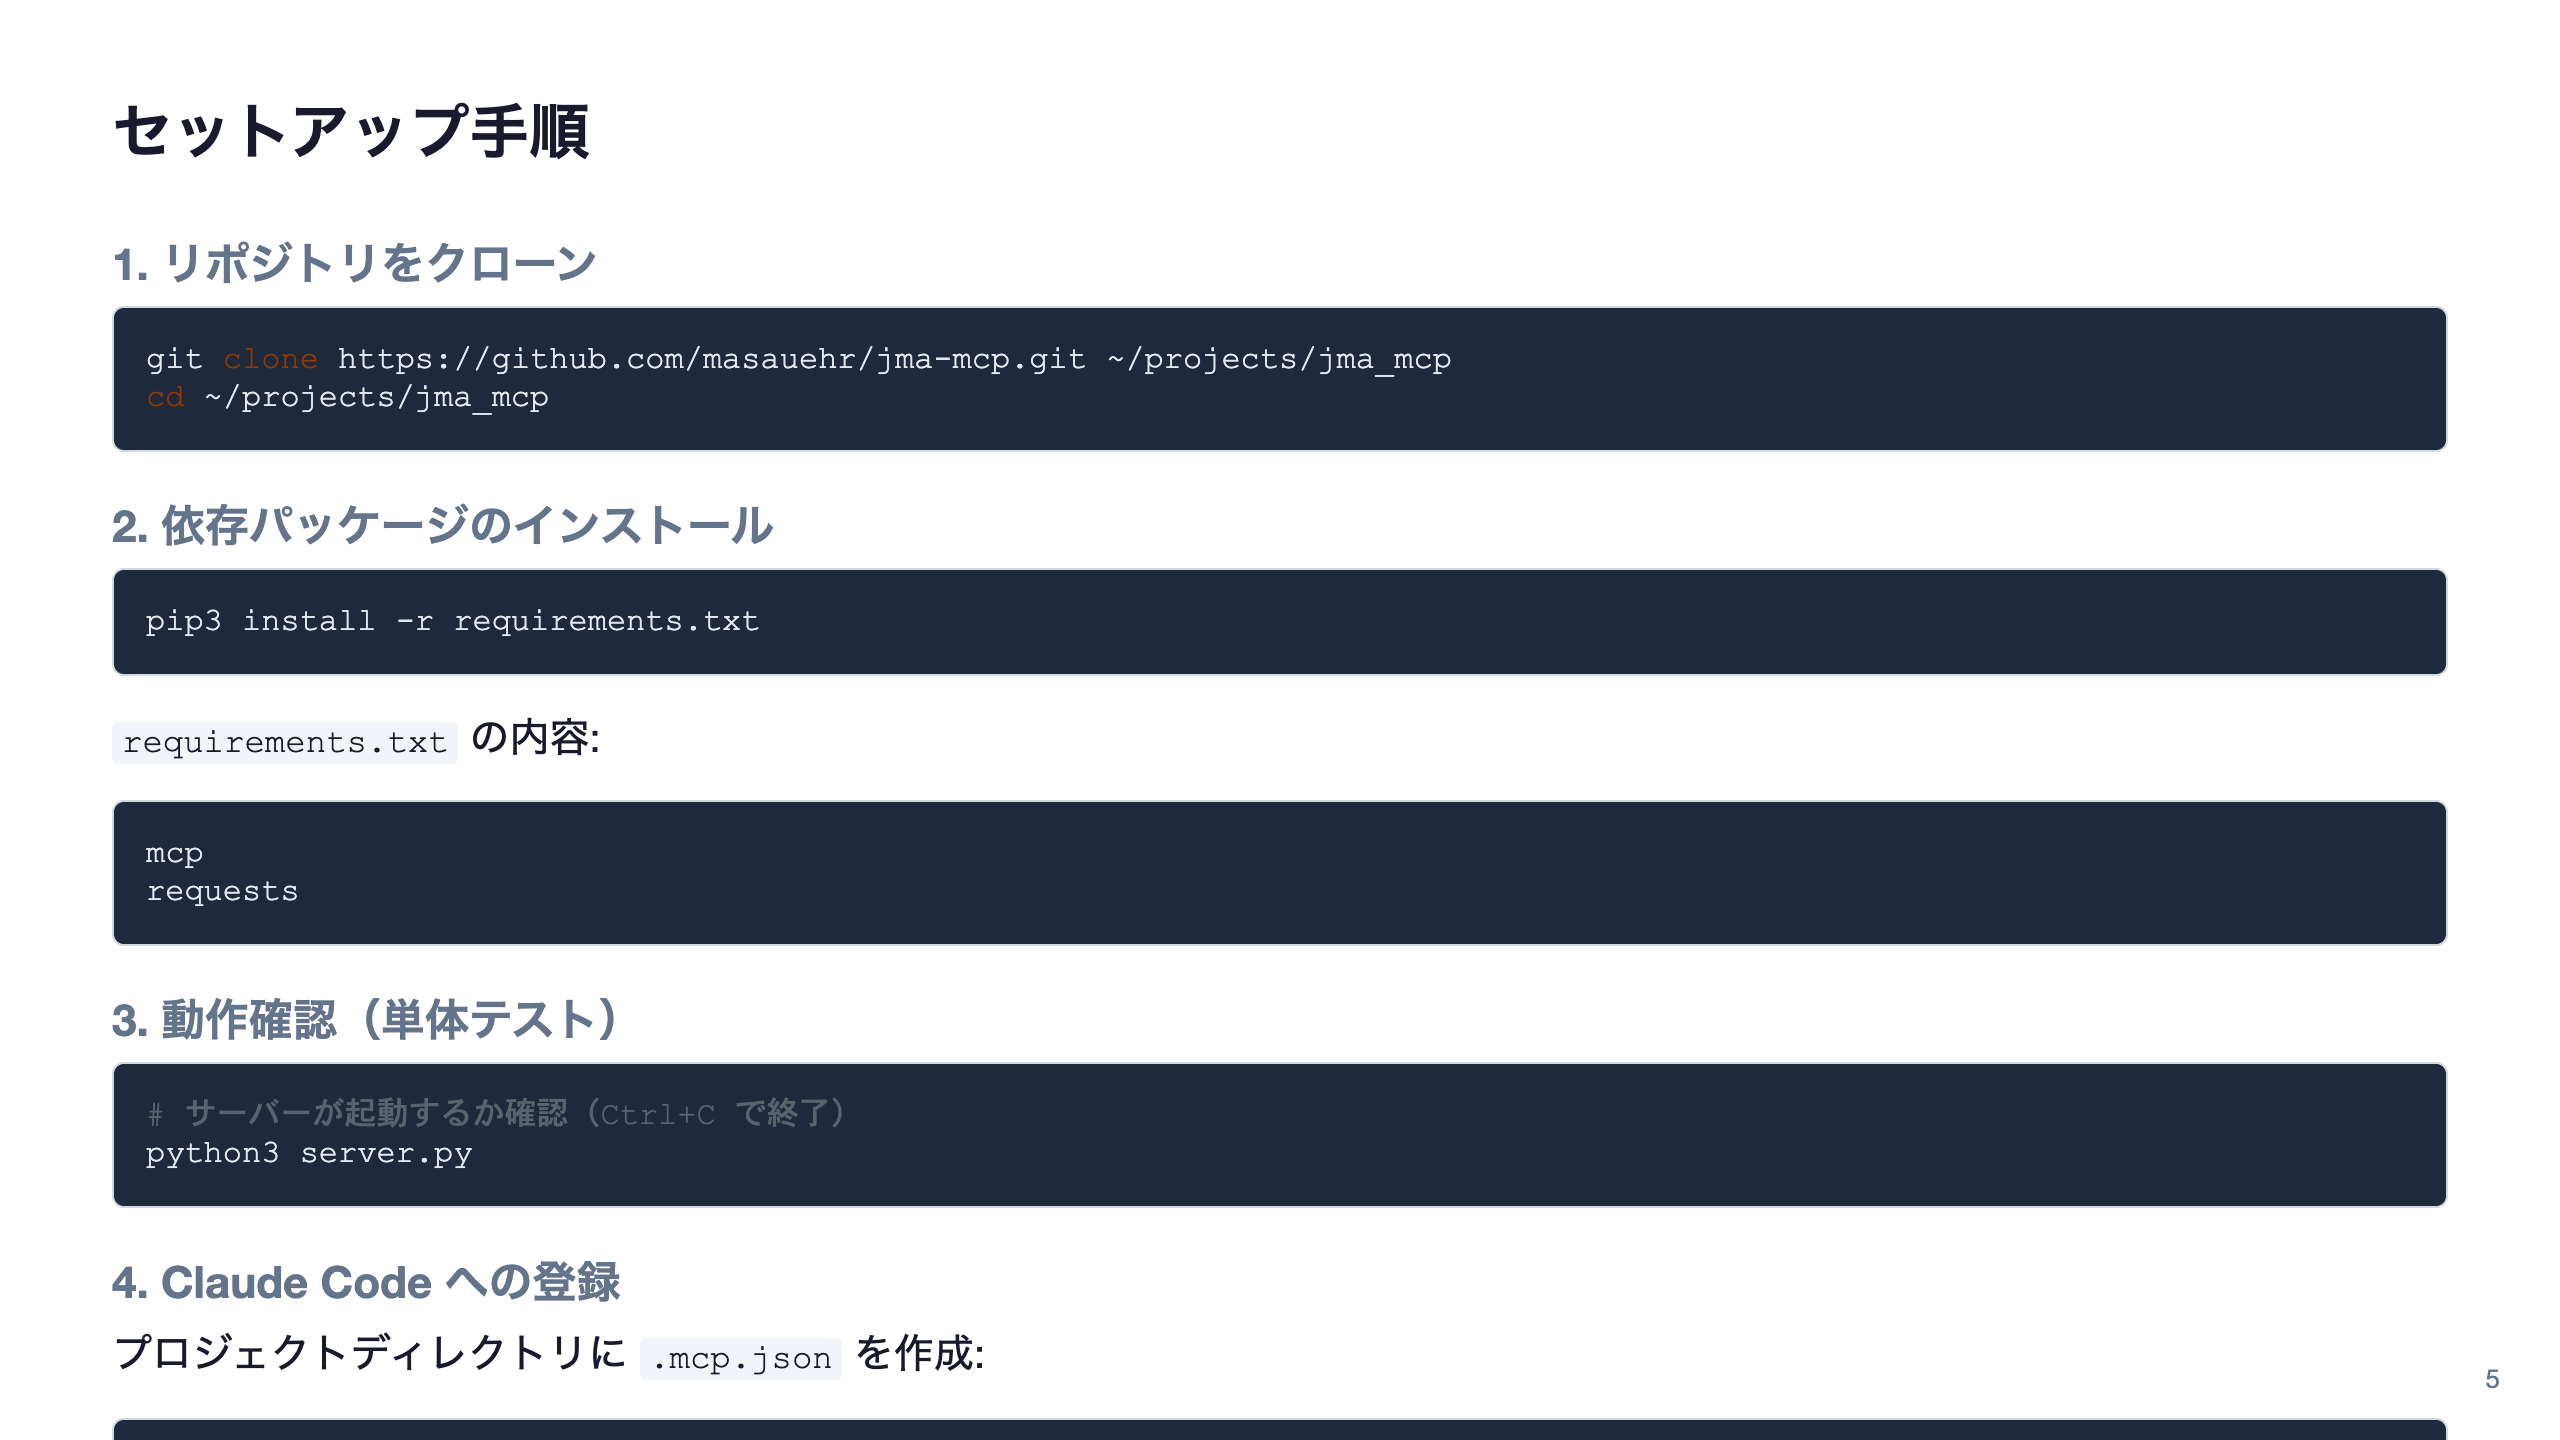 セットアップ手順
1. リポジトリをクローン
git clone https://github.com/masauehr/jma-mcp.git ~/projects/jma_mcp
cd ~/projects/jma_mcp
2. 依存パッケージのインストール
pip3 install -r requirements.txt
requirements.txt の内容:
mcp
requests
3. 動作確認（単体テスト）
# サーバーが起動するか確認（Ctrl+C で終了）
python3 server.py
4. Claude Code への登録
プロジェクトディレクトリに .mcp.json を作成:
5